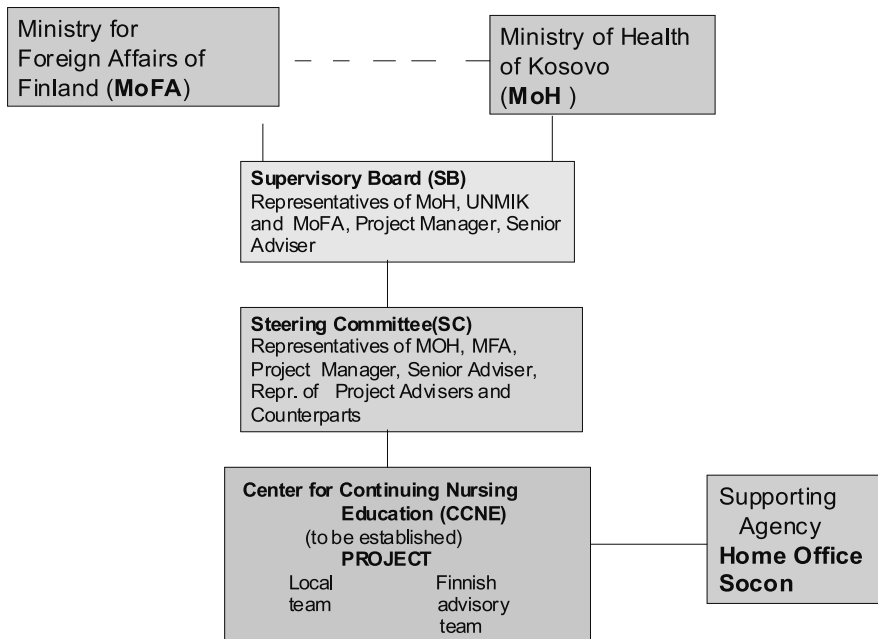 Ministry for
Foreign Affairs of
Finland (MoFA)
Ministry of Health
of Kosovo
(MoH )
Supervisory Board (SB)
Representatives of MoH, UNMIK
and MoFA, Project Manager, Senior
Adviser
Steering Committee(SC)
Representatives of MOH, MFA,
Project Manager, Senior Adviser,
Repr. of Project Advisers and
Counterparts
Center for Continuing Nursing
Education (CCNE)
(to be established)
PROJECT
Local
team
Finnish
advisory
team
Supporting
Agency
Home Office
Socon